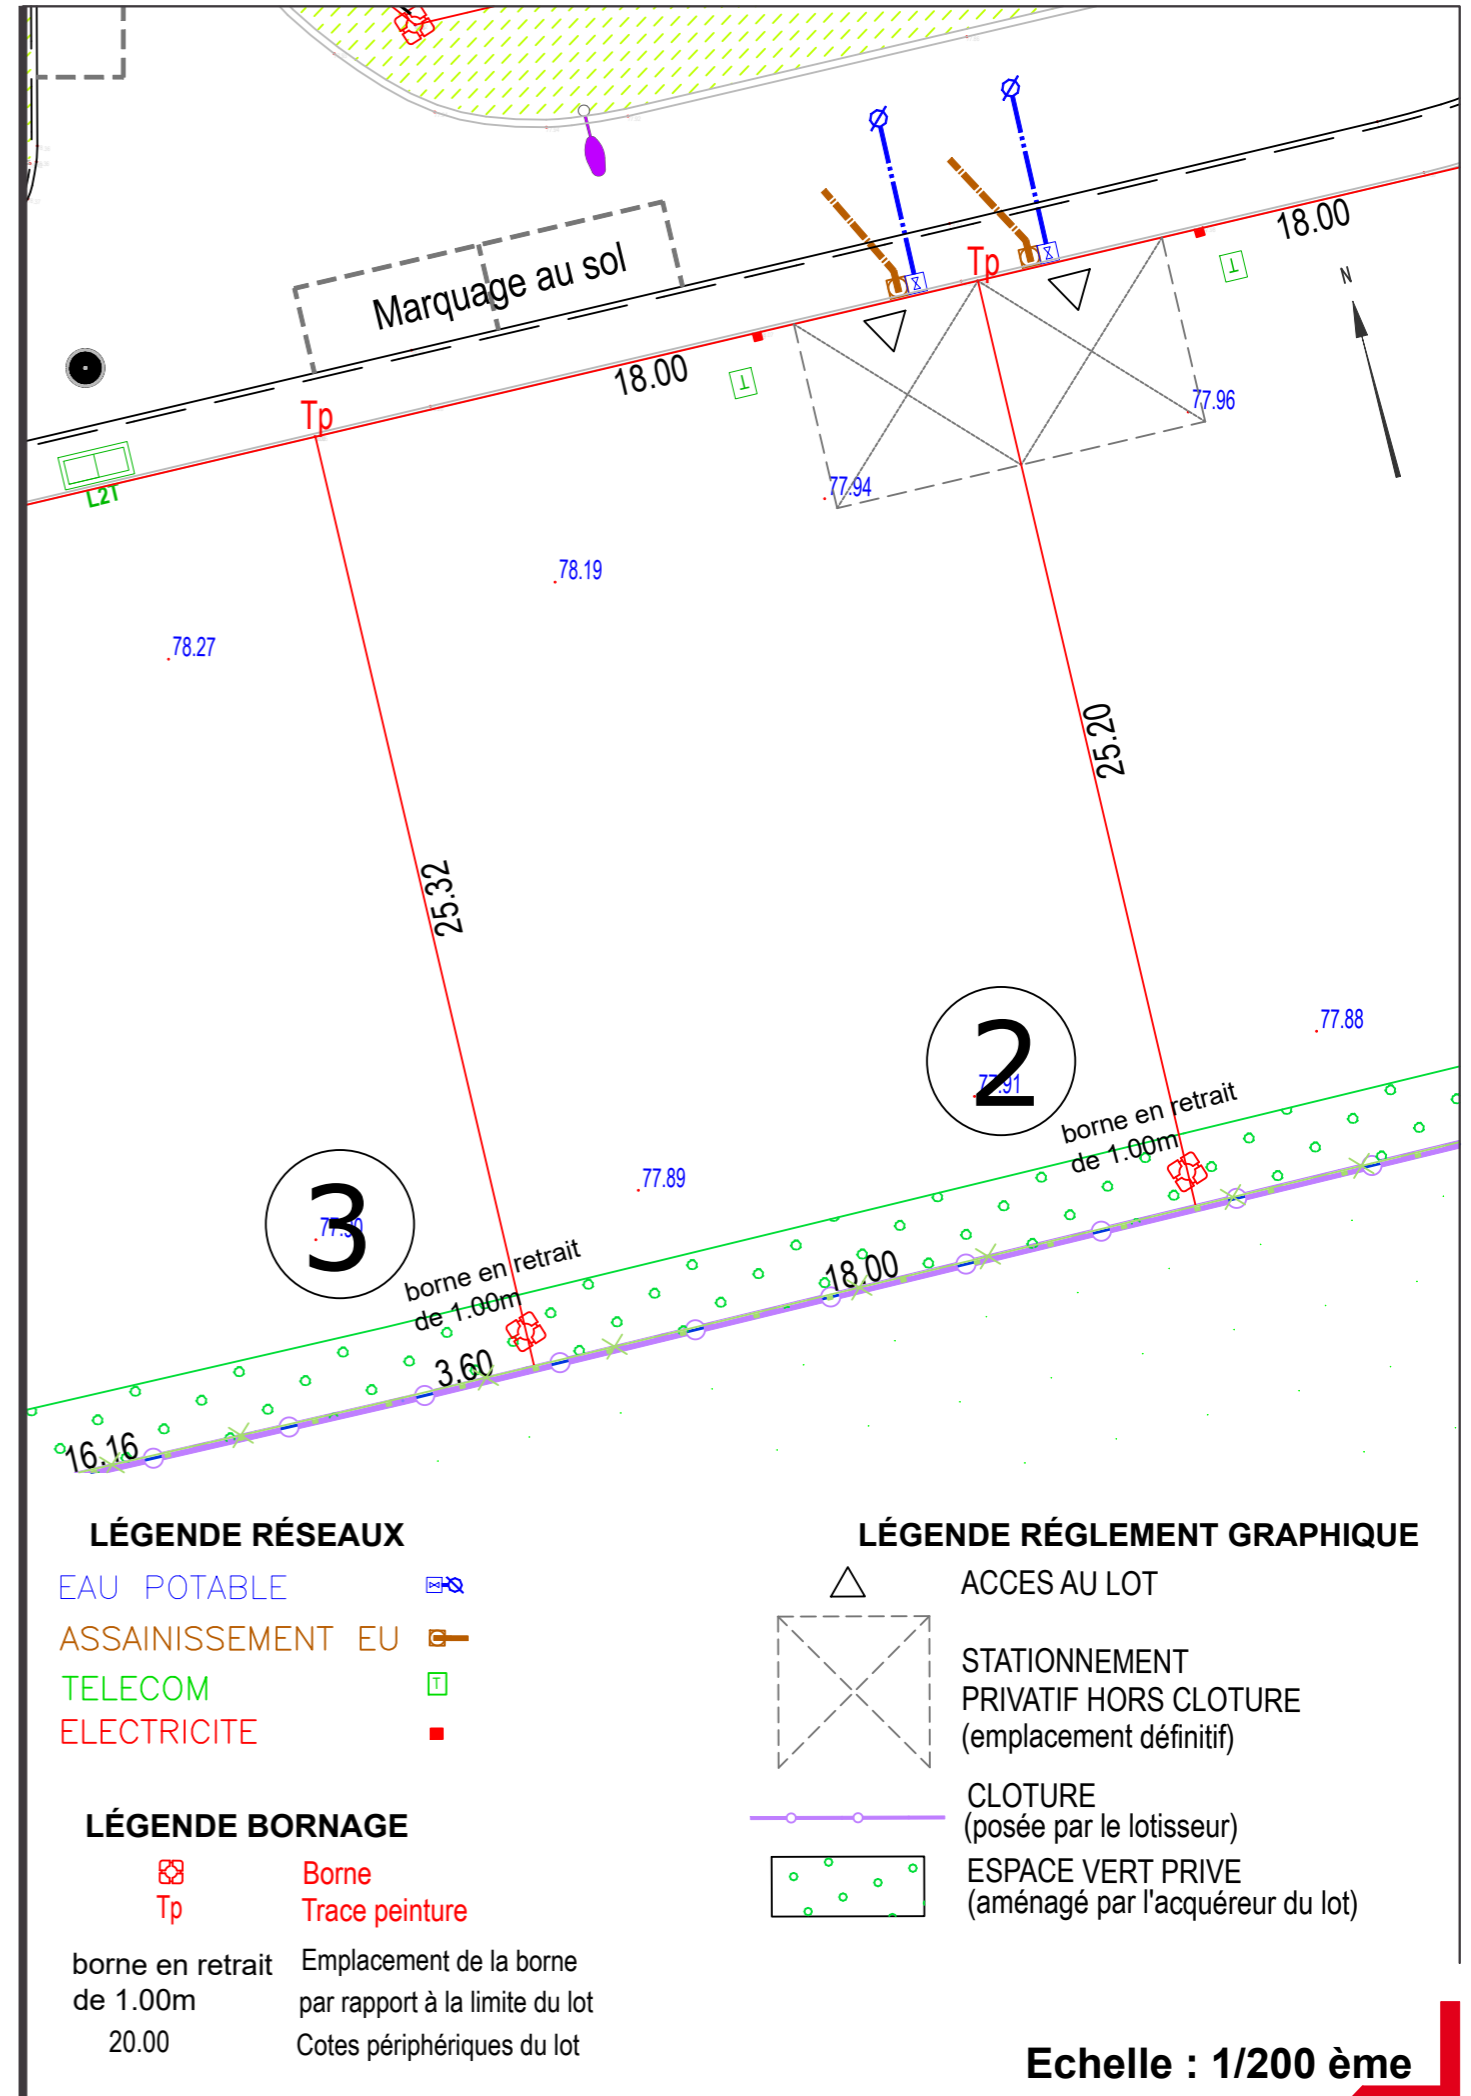 18.00
N
Tp
Marquage au sol
18.00
Tp
77.96
77.94
L2T
78.19
78.27
25.20
25.32
77.88
2
77.91
borne en retrait
de 1.00m
77.89
3
borne en retrait
de 1.00m
18.00
3.60
16.16
LÉGENDE RÉSEAUX
EAU POTABLE
ASSAINISSEMENT EU
TELECOM
T
ELECTRICITE
LÉGENDE BORNAGE
Borne
Tp Trace peinture
borne en retrait Emplacement de la borne
de 1.00m par rapport à la limite du lot
20.00 Cotes périphériques du lot
LÉGENDE RÉGLEMENT GRAPHIQUE
ACCES AU LOT
STATIONNEMENT
PRIVATIF HORS CLOTURE
(emplacement définitif)
CLOTURE
(posée par le lotisseur)
ESPACE VERT PRIVE
(aménagé par l'acquéreur du lot)
Echelle : 1/200 ème